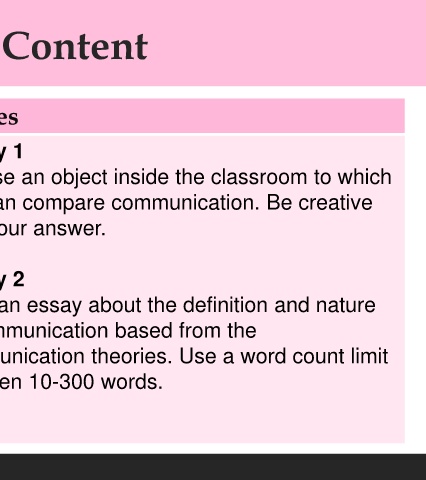 Content
es
y 1
se an object inside the classroom to which
an compare communication. Be creative
our answer.
y 2
an essay about the definition and nature
mmunication based from the
unication theories. Use a word count limit
en 10-300 words.